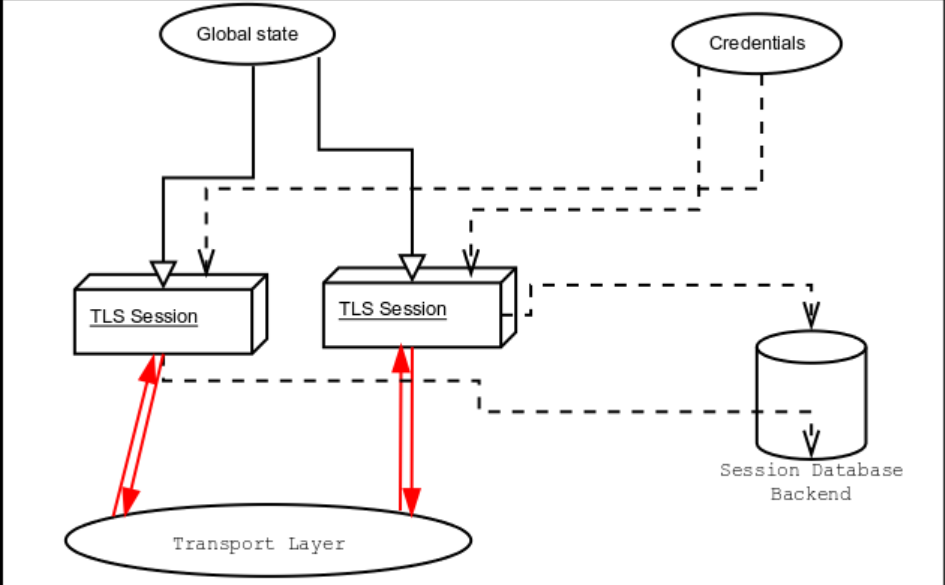 Global state
Credentials
TLS Session
TLS Session
Session Database
Backend
Transport Layer